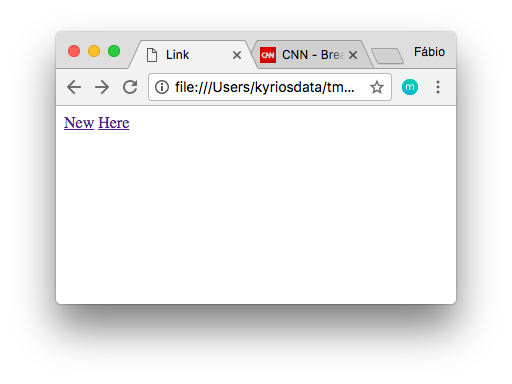 Link
CNN - Brea
Fábio
file:///Users/kyriosdata/tm...
m
New Here